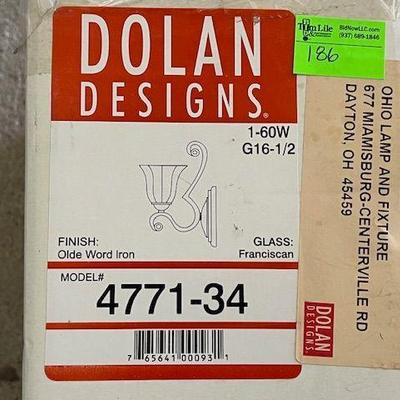 DOLAN
DESIGNS®
1-60W
G16-1/2
FINISH:
Olde Word Iron
GLASS:
Franciscan
MODEL#
4771-34
7 65641 00093 1
Tim Lile
BidNowLLC.com
(937) 689-1846
186
OHIO LAMP AND FIXTURE
677 MIAMISBURG-CENTERVILLE RD
DAYTON, OH 45459
DOLAN
DESIGNS